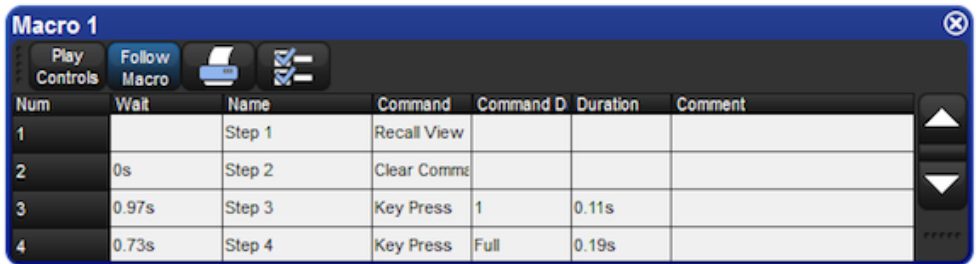 Macro 1
Play Controls Follow Macro
Num Wait Name Command Command D Duration Comment
1 Step 1 Recall View
2 0s Step 2 Clear Comma
3 0.97s Step 3 Key Press 1 0.11s
4 0.73s Step 4 Key Press Full 0.19s